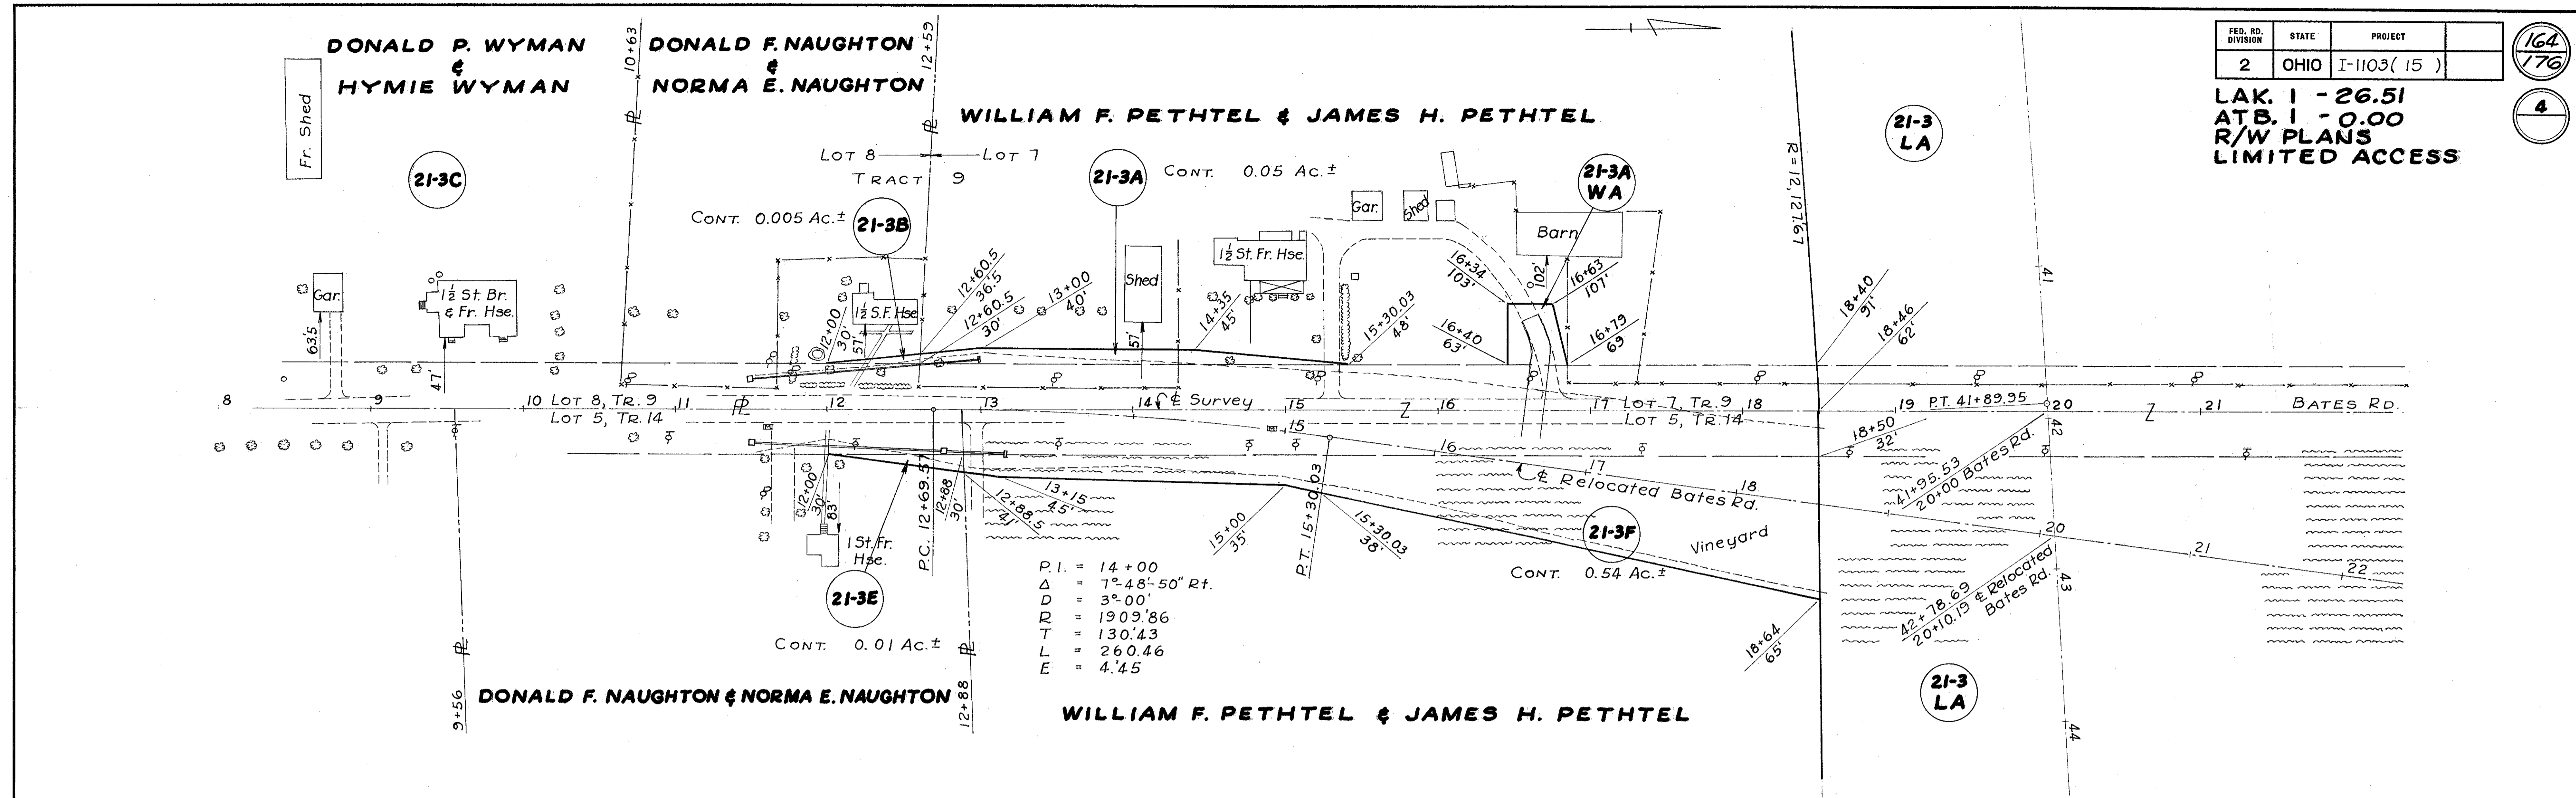 FED. RD. DIVISION STATE PROJECT
2 OHIO I-1103( 15 )
164
176
4
LAK. 1 - 26.51
ATB. 1 - 0.00
R/W PLANS
LIMITED ACCESS
DONALD P. WYMAN
&
HYMIE WYMAN
10+63
DONALD F. NAUGHTON
&
NORMA E. NAUGHTON
12+59
WILLIAM F. PETHTEL & JAMES H. PETHTEL
Fr. Shed
21-3C
PL
PL
LOT 8
LOT 7
TRACT 9
CONT. 0.005 AC.±
21-3B
21-3A
CONT. 0.05 AC.±
21-3A
WA
21-3
LA
R = 12,127.67
Gar.
Shed
Barn
Gar.
63.5
1½ St. Br.
& Fr. Hse.
47'
1½ S.F. Hse.
57'
12+00
30'
12+60.5
36.5
12+60.5
30'
13+00
40'
Shed
57'
1½ St. Fr. Hse.
14+35
45'
15+30.03
48'
16+34
103'
102'
16+63
107'
16+40
63'
16+79
69'
18+40
91'
18+46
62'
41
8
9
10
LOT 8, TR. 9
11
PL
12
13
14
℄ Survey
15
Z
16
17
LOT 7, TR. 9
18
19
P.T. 41+89.95
20
Z
21
BATES RD.
LOT 5, TR. 14
LOT 5, TR. 14
15
16
17
18
℄ Relocated Bates Rd.
18+50
32'
42
41+95.53
20+00 Bates Rd.
20
21
22
12+00
30'
83'
1 St. Fr.
Hse.
P.C. 12+69.57
12+88
30'
12+88.5
41'
13+15
45'
15+00
35'
P.T. 15+30.03
15+30.03
38'
21-3F
Vineyard
CONT. 0.54 AC.±
21-3E
CONT. 0.01 AC.±
P.I. = 14+00
Δ = 7°-48'-50" Rt.
D = 3°-00'
R = 1909.'86
T = 130.'43
L = 260.46
E = 4.'45
42+78.69
20+10.19 ℄ Relocated
Bates Rd.
43
18+64
65'
PL
PL
9+56
DONALD F. NAUGHTON & NORMA E. NAUGHTON
12+88
WILLIAM F. PETHTEL & JAMES H. PETHTEL
21-3
LA
44